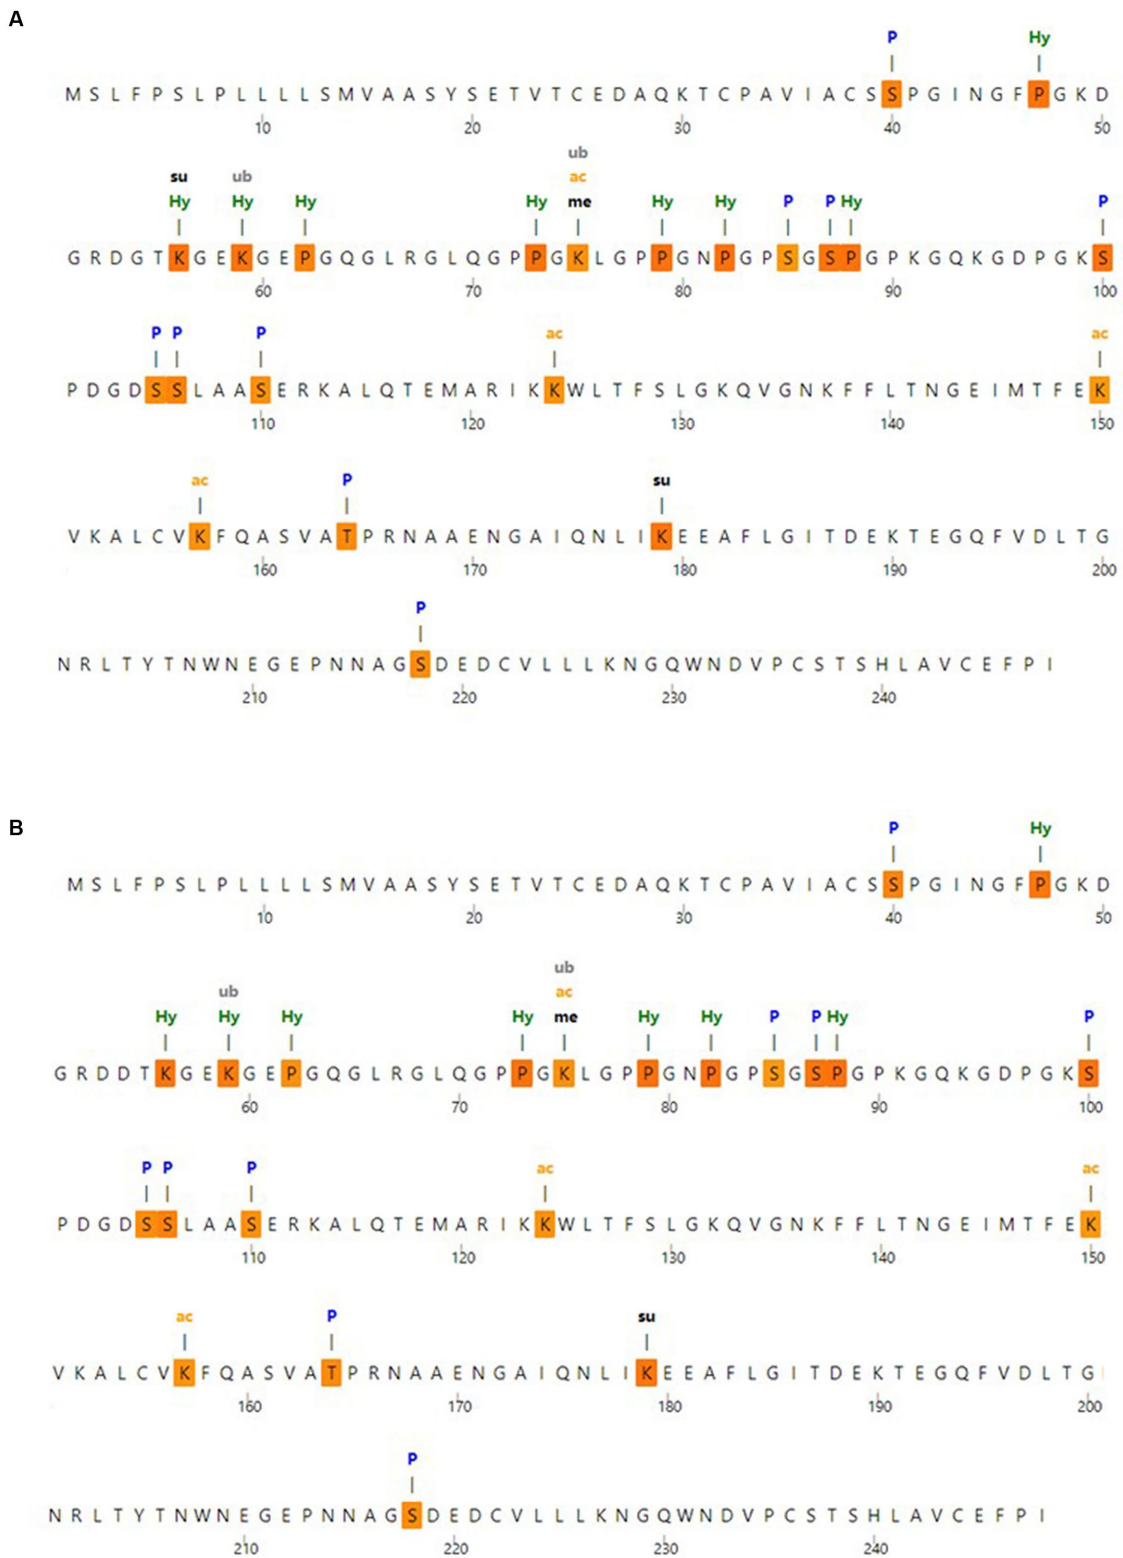 A
P Hy
M S L F P S L P L L L L S M V A A S Y S E T V T C E D A Q K T C P A V I A C S S P G I N G F P G K D
10 20 30 40 50
ub
su ub ac
Hy Hy Hy Hy me Hy Hy P P Hy P
G R D G T K G E K G E P G Q G L R G L Q G P P G K L G P P G N P G P S G S P G P K G Q K G D P G K S
60 70 80 90 100
P P P ac ac
P D G D S S L A A S E R K A L Q T E M A R I K K W L T F S L G K Q V G N K F F L T N G E I M T F E K
110 120 130 140 150
ac P su
V K A L C V K F Q A S V A T P R N A A E N G A I Q N L I K E E A F L G I T D E K T E G Q F V D L T G
160 170 180 190 200
P
N R L T Y T N W N E G E P N N A G S D E D C V L L L K N G Q W N D V P C S T S H L A V C E F P I
210 220 230 240
B
P Hy
M S L F P S L P L L L L S M V A A S Y S E T V T C E D A Q K T C P A V I A C S S P G I N G F P G K D
10 20 30 40 50
ub
ub ac
Hy Hy Hy Hy me Hy Hy P P Hy P
G R D D T K G E K G E P G Q G L R G L Q G P P G K L G P P G N P G P S G S P G P K G Q K G D P G K S
60 70 80 90 100
P P P ac ac
P D G D S S L A A S E R K A L Q T E M A R I K K W L T F S L G K Q V G N K F F L T N G E I M T F E K
110 120 130 140 150
ac P su
V K A L C V K F Q A S V A T P R N A A E N G A I Q N L I K E E A F L G I T D E K T E G Q F V D L T G
160 170 180 190 200
P
N R L T Y T N W N E G E P N N A G S D E D C V L L L K N G Q W N D V P C S T S H L A V C E F P I
210 220 230 240